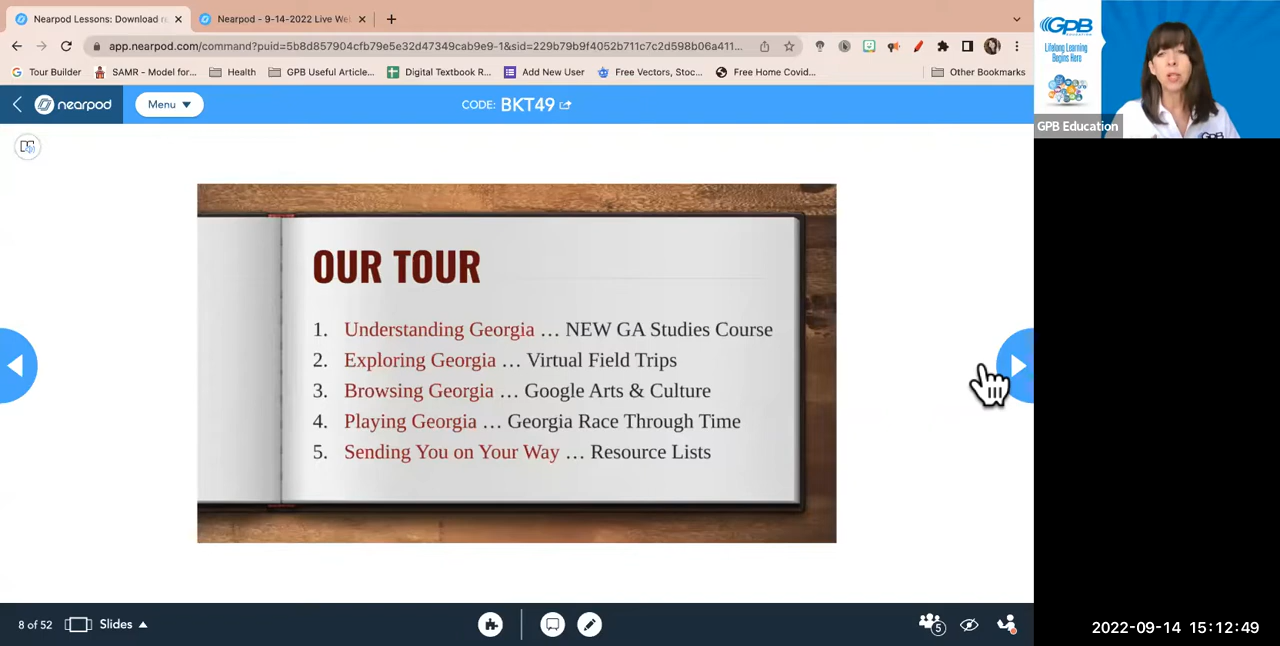 Nearpod Lessons: Download r
Nearpod - 9-14-2022 Live We
app.nearpod.com/command?puid=5b8d857904cfb795e5e32d47349cab9e9-1&sid=229b79b9f4052b711c7c2d598b06a411...
Tour Builder
SAMR - Model for...
Health
GPB Useful Article...
Digital Textbook R...
Add New User
Free Vectors, Stoc...
Free Home Covid...
Other Bookmarks
nearpod
Menu
CODE: BKT49
OUR TOUR
1. Understanding Georgia … NEW GA Studies Course
2. Exploring Georgia … Virtual Field Trips
3. Browsing Georgia … Google Arts & Culture
4. Playing Georgia … Georgia Race Through Time
5. Sending You on Your Way … Resource Lists
8 of 52
Slides
5
GPB
EDUCATION
Lifelong Learning
Begins Here
GPB Education
GPB
2022-09-14 15:12:49